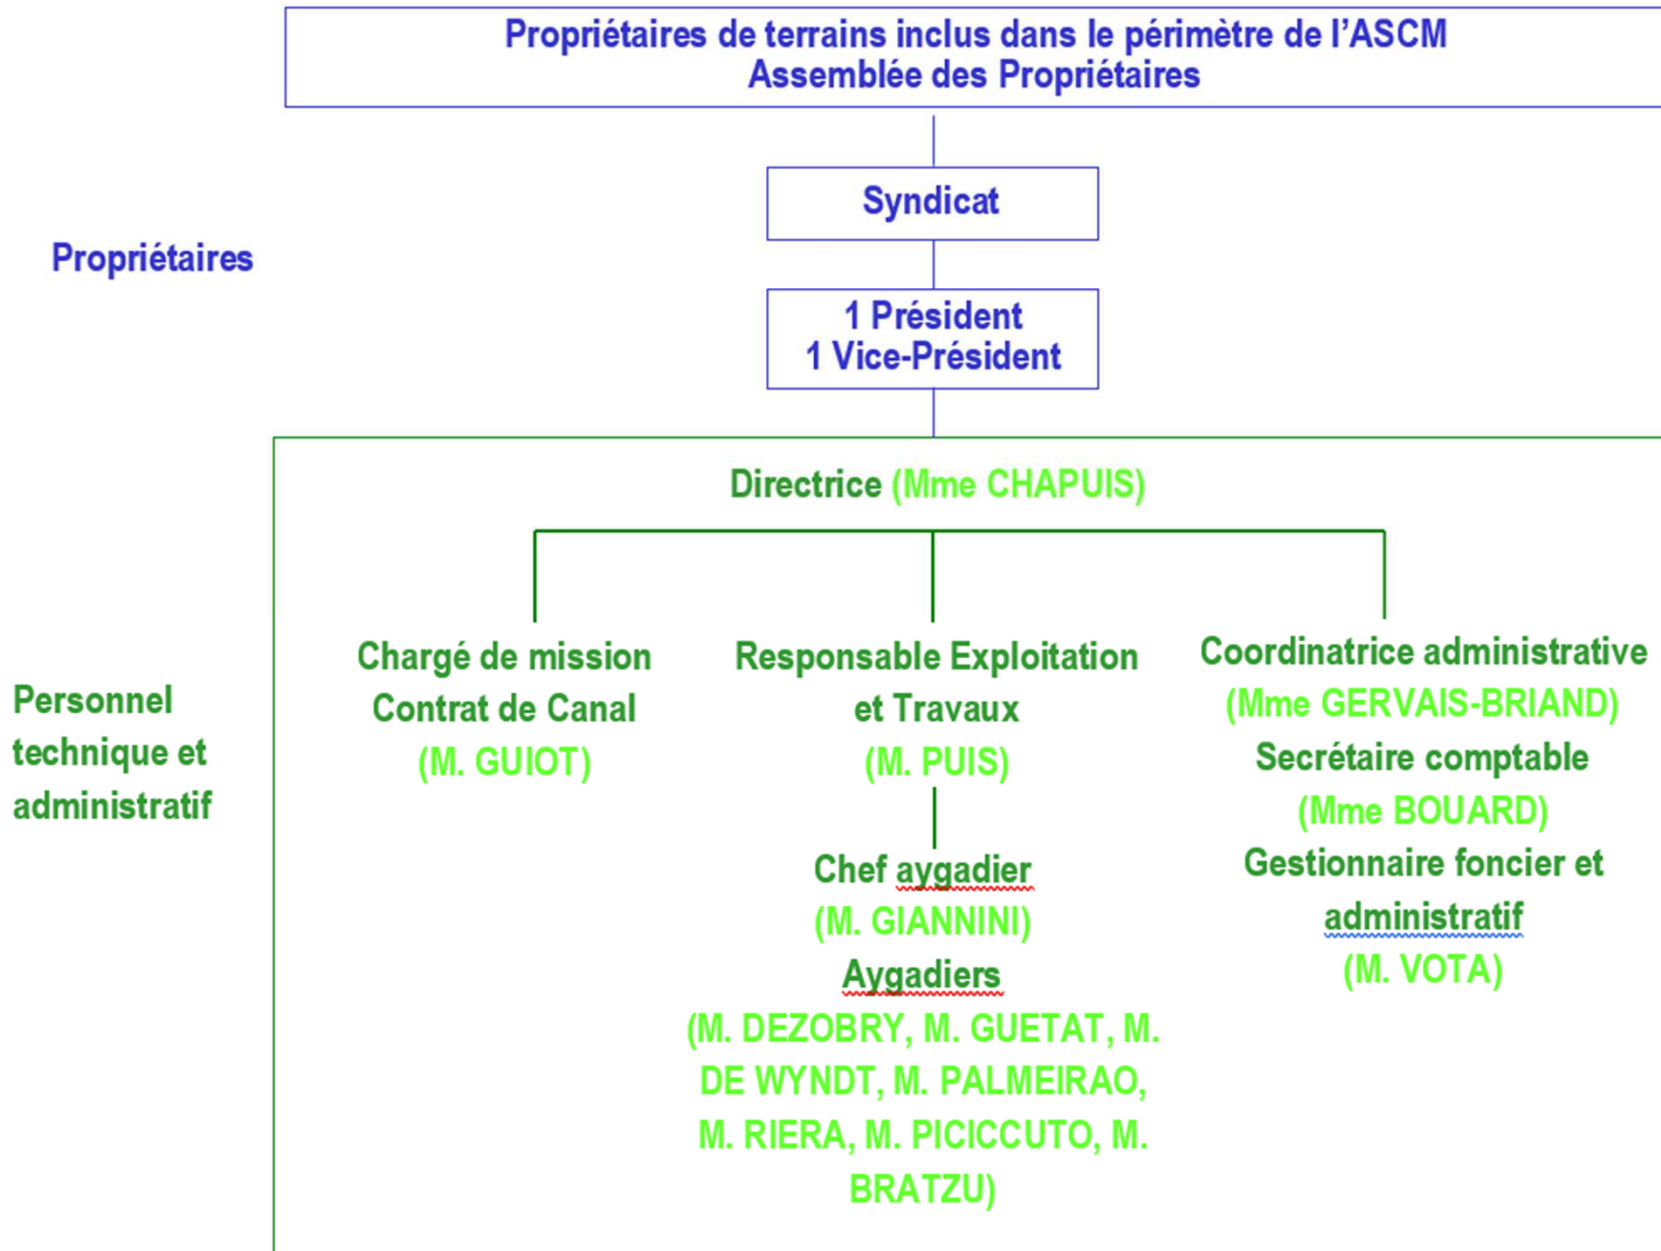 Propriétaires de terrains inclus dans le périmètre de l'ASCM
Assemblée des Propriétaires
Syndicat
Propriétaires
1 Président
1 Vice-Président
Directrice (Mme CHAPUIS)
Personnel
technique et
administratif
Chargé de mission
Contrat de Canal
(M. GUIOT)
Responsable Exploitation
et Travaux
(M. PUIS)
Chef aygadier
(M. GIANNINI)
Aygadiers
(M. DEZOBRY, M. GUETAT, M.
DE WYNDT, M. PALMEIRAO,
M. RIERA, M. PICICCUTO, M.
BRATZU)
Coordinatrice administrative
(Mme GERVAIS-BRIAND)
Secrétaire comptable
(Mme BOUARD)
Gestionnaire foncier et
administratif
(M. VOTA)